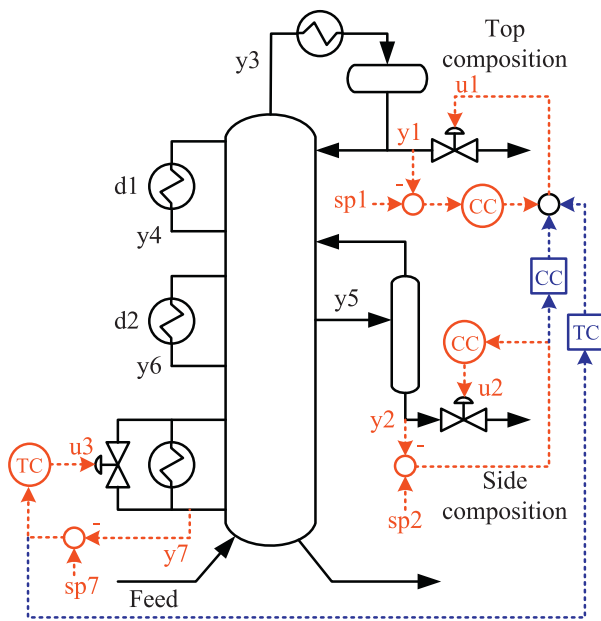 Top
composition
y3
u1
y1
d1
sp1
-
CC
y4
CC
y5
d2
TC
CC
y6
u2
y2
u3
-
TC
Side
composition
-
y7
sp2
sp7
Feed